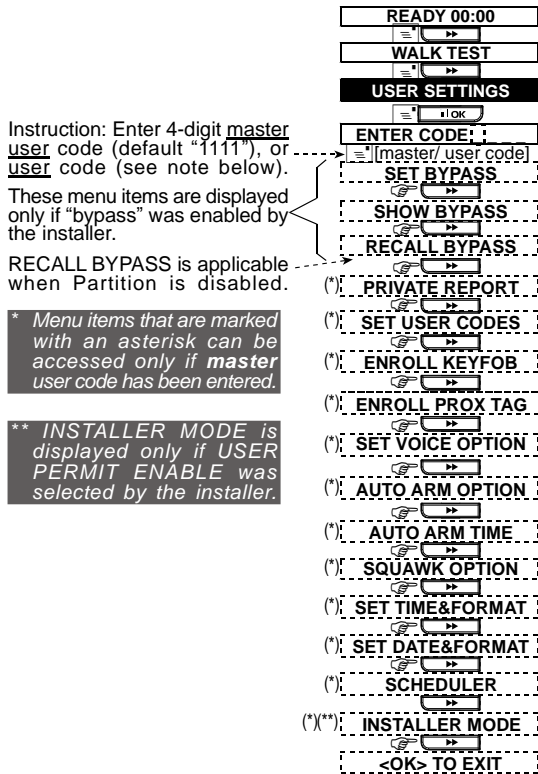 READY 00:00
WALK TEST
USER SETTINGS
OK
ENTER CODE
[master/ user code]
SET BYPASS
SHOW BYPASS
RECALL BYPASS
(*) PRIVATE REPORT
(*) SET USER CODES
(*) ENROLL KEYFOB
(*) ENROLL PROX TAG
(*) SET VOICE OPTION
(*) AUTO ARM OPTION
(*) AUTO ARM TIME
(*) SQUAWK OPTION
(*) SET TIME&FORMAT
(*) SET DATE&FORMAT
(*) SCHEDULER
(*)(**) INSTALLER MODE
<OK> TO EXIT
Instruction: Enter 4-digit master
user code (default "1111"), or
user code (see note below).
These menu items are displayed
only if "bypass" was enabled by
the installer.
RECALL BYPASS is applicable
when Partition is disabled.
* Menu items that are marked
with an asterisk can be
accessed only if master
user code has been entered.
** INSTALLER MODE is
displayed only if USER
PERMIT ENABLE was
selected by the installer.